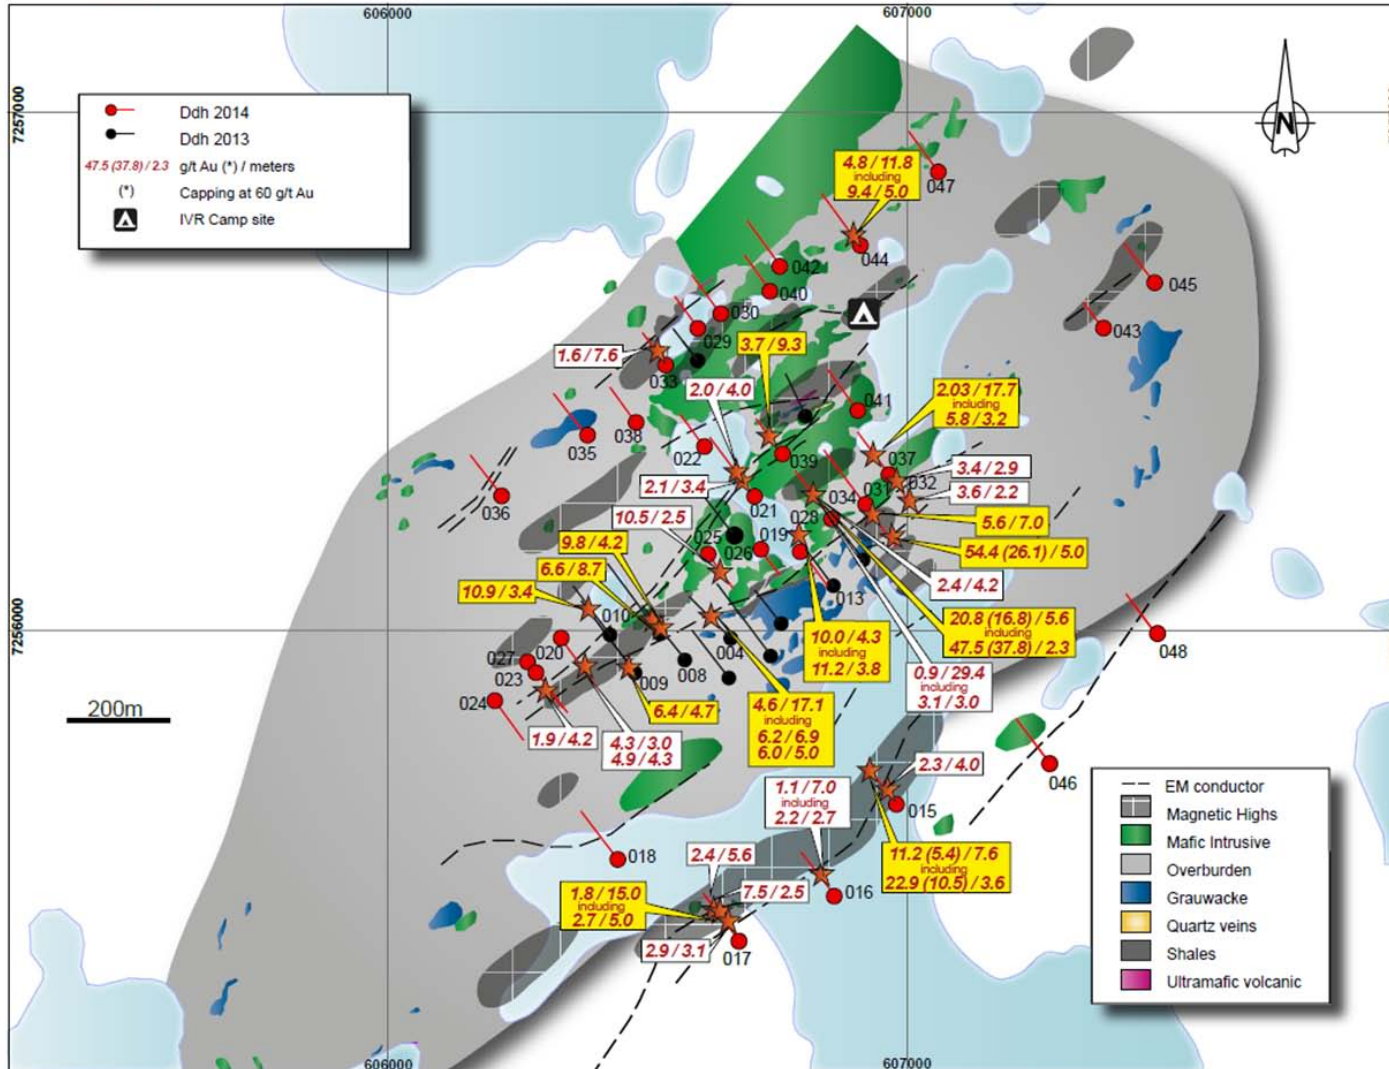 606000
607000
7257000
Ddh 2014
Ddh 2013
47.5 (37.8) / 2.3 g/t Au (*) / meters
(*) Capping at 60 g/t Au
IVR Camp site
N
4.8 / 11.8
including
9.4 / 5.0
047
044
042
045
040
030
043
029
3.7 / 9.3
1.6 / 7.6
033
2.0 / 4.0
041
2.03 / 17.7
including
5.8 / 3.2
038
035
022
039
037
3.4 / 2.9
032
2.1 / 3.4
036
021
034
031
3.6 / 2.2
10.5 / 2.5
028
5.6 / 7.0
9.8 / 4.2
025
026
019
54.4 (26.1) / 5.0
6.6 / 8.7
2.4 / 4.2
10.9 / 3.4
013
010
20.8 (16.8) / 5.6
including
47.5 (37.8) / 2.3
7256000
10.0 / 4.3
including
11.2 / 3.8
048
027
020
004
023
008
009
0.9 / 29.4
including
3.1 / 3.0
024
200m
6.4 / 4.7
4.6 / 17.1
including
6.2 / 6.9
6.0 / 5.0
1.9 / 4.2
4.3 / 3.0
4.9 / 4.3
2.3 / 4.0
046
1.1 / 7.0
including
2.2 / 2.7
015
EM conductor
Magnetic Highs
Mafic Intrusive
Overburden
Grauwacke
Quartz veins
Shales
Ultramafic volcanic
018
2.4 / 5.6
11.2 (5.4) / 7.6
including
22.9 (10.5) / 3.6
7.5 / 2.5
016
1.8 / 15.0
including
2.7 / 5.0
2.9 / 3.1
017
606000
607000